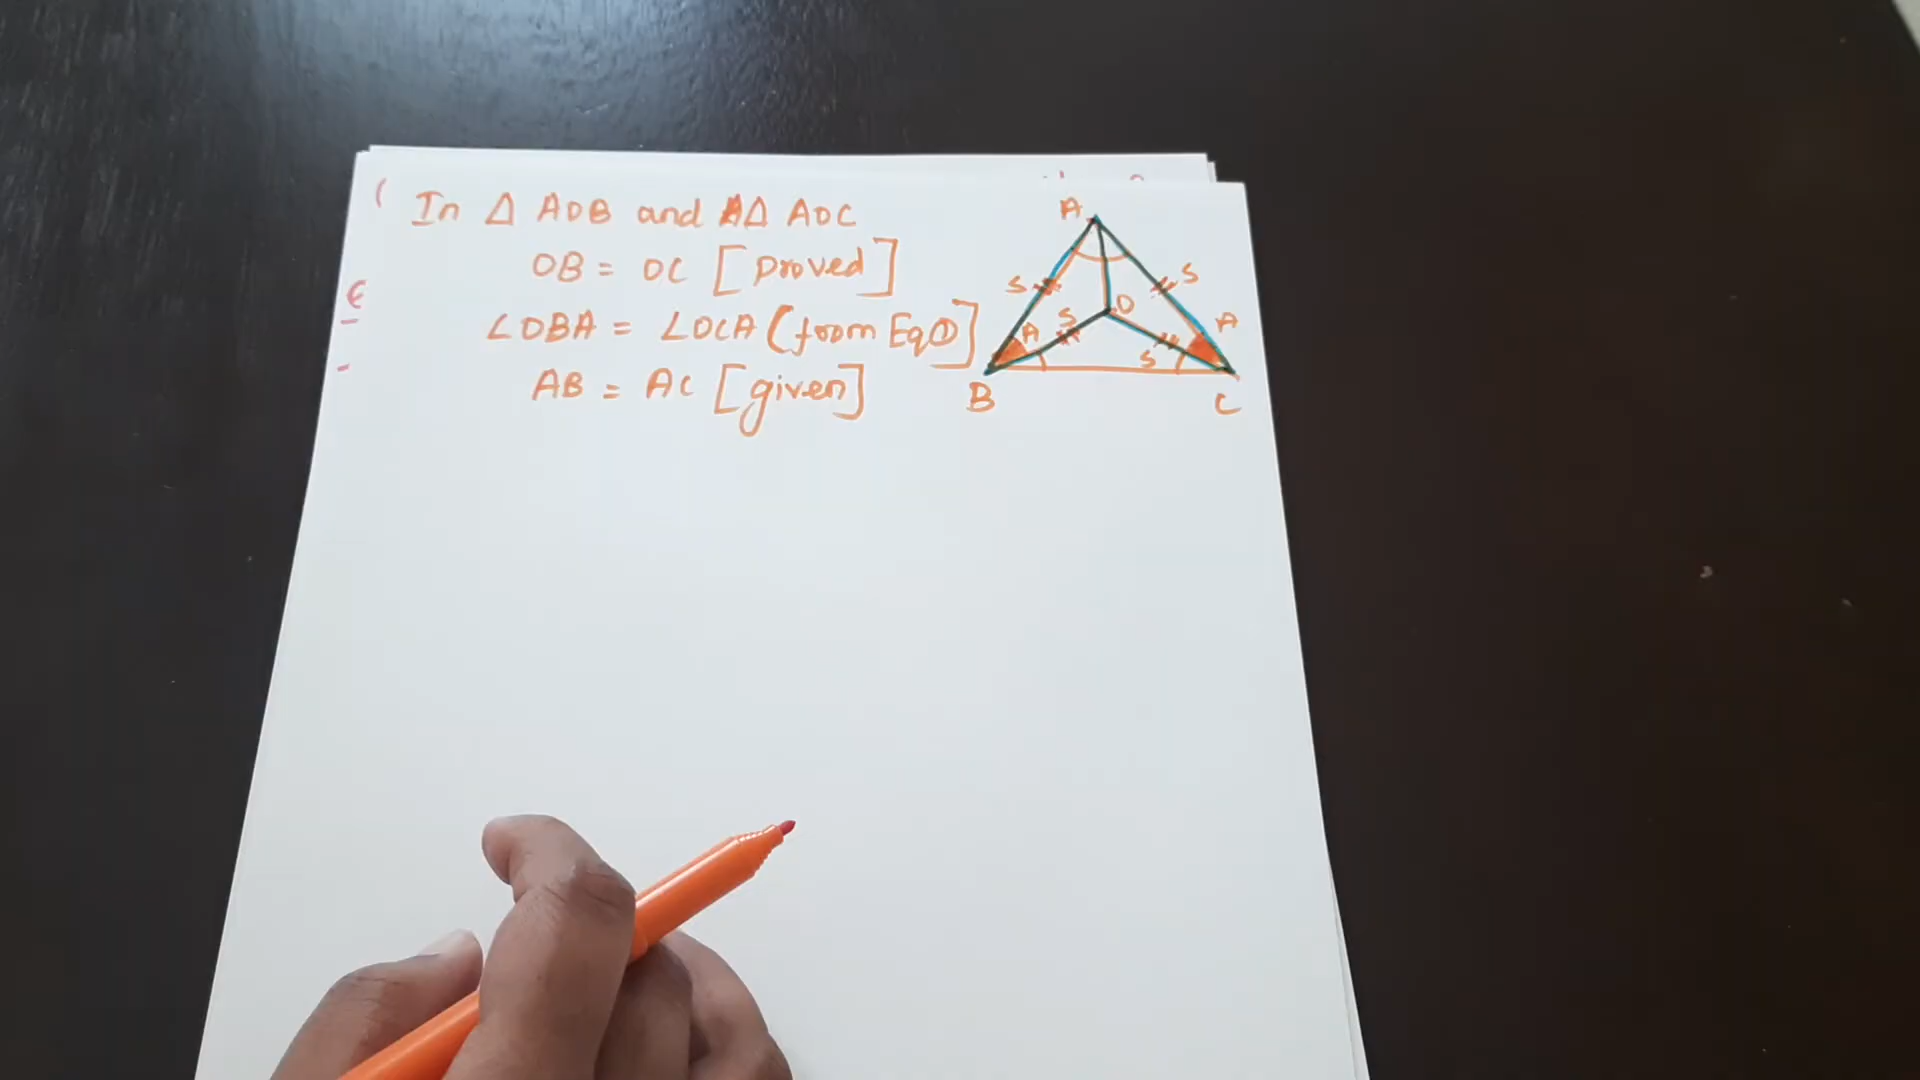 In Δ AOB and Δ AOC
OB = OC [Proved]
∠OBA = ∠OCA (from Eq①]
AB = AC [given]
A
S S
O
S A A
S
B C